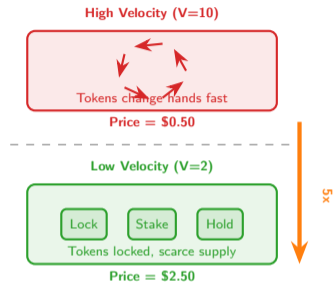 High Velocity (V=10)
Tokens change hands fast
Price = $0.50
Low Velocity (V=2)
Lock Stake Hold
Tokens locked, scarce supply
Price = $2.50
5x